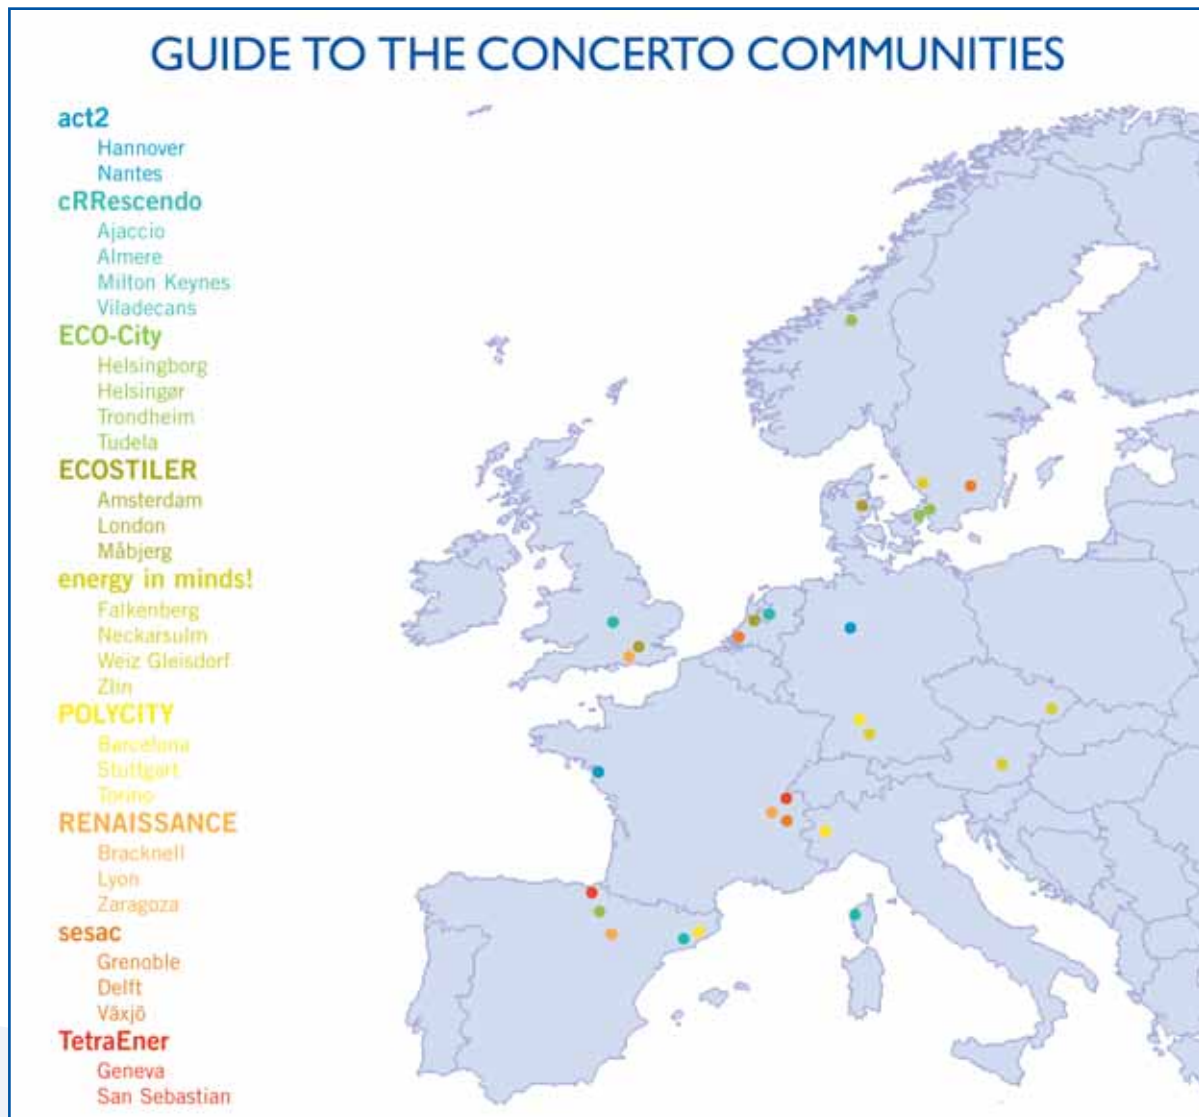 GUIDE TO THE CONCERTO COMMUNITIES
act2
Hannover
Nantes
cRRescendo
Ajaccio
Almere
Milton Keynes
Viladecans
ECO-City
Helsingborg
Helsingør
Trondheim
Tudela
ECOSTILER
Amsterdam
London
Måbjerg
energy in minds!
Falkenberg
Neckarsulm
Weiz Gleisdorf
Zlin
POLYCITY
Barcelona
Stuttgart
Torino
RENAISSANCE
Bracknell
Lyon
Zaragoza
sesac
Grenoble
Delft
Växjö
TetraEner
Geneva
San Sebastian